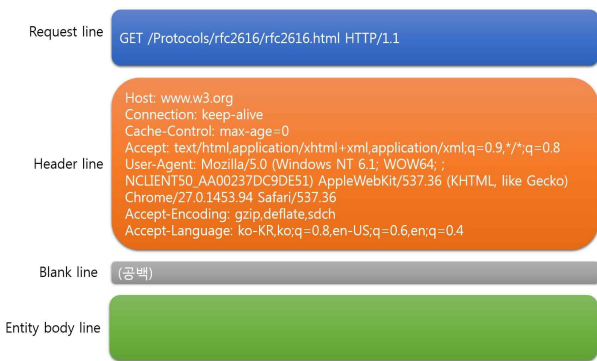 Request line
GET /Protocols/rfc2616/rfc2616.html HTTP/1.1
Header line
Host: www.w3.org
Connection: keep-alive
Cache-Control: max-age=0
Accept: text/html,application/xhtml+xml,application/xml;q=0.9,*/*;q=0.8
User-Agent: Mozilla/5.0 (Windows NT 6.1; WOW64; ;
NCLIENT50_AA00237DC9DE51) AppleWebKit/537.36 (KHTML, like Gecko)
Chrome/27.0.1453.94 Safari/537.36
Accept-Encoding: gzip,deflate,sdch
Accept-Language: ko-KR,ko;q=0.8,en-US;q=0.6,en;q=0.4
Blank line
(공백)
Entity body line